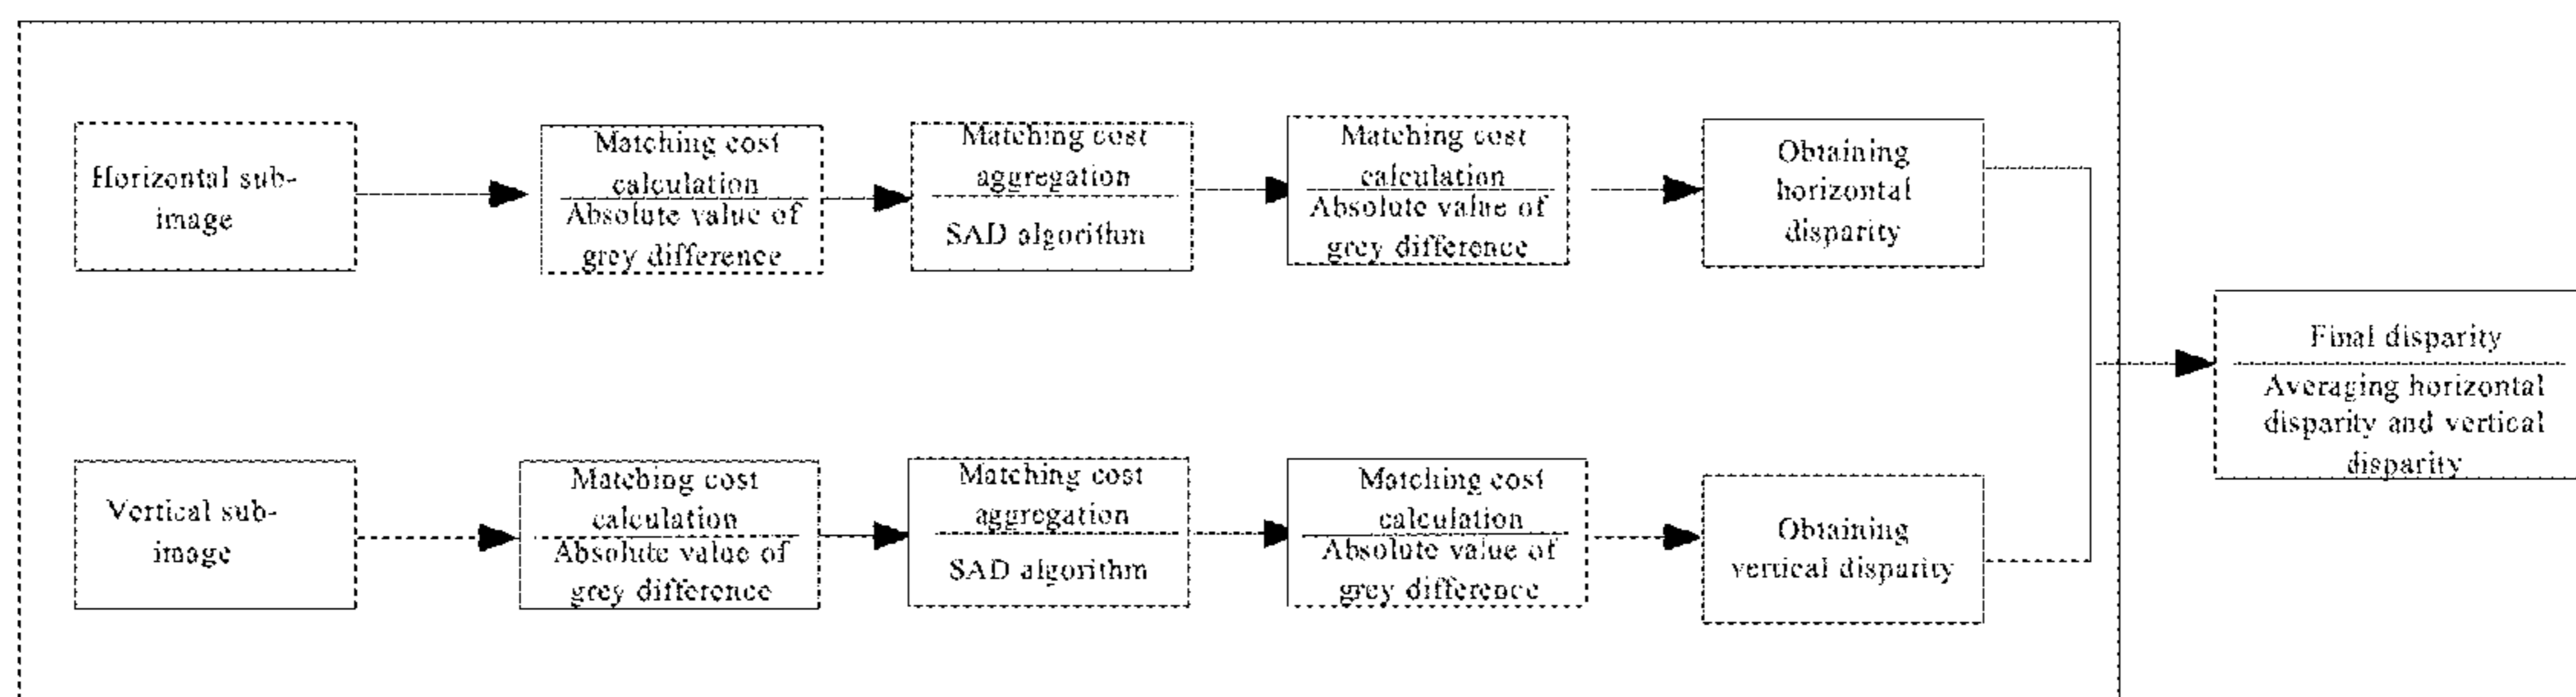 Horizontal sub-
image
Matching cost
calculation
Absolute value of
grey difference
Matching cost
aggregation
SAD algorithm
Matching cost
calculation
Absolute value of
grey difference
Obtaining
horizontal
disparity
Vertical sub-
image
Matching cost
calculation
Absolute value of
grey difference
Matching cost
aggregation
SAD algorithm
Matching cost
calculation
Absolute value of
grey difference
Obtaining
vertical disparity
Final disparity
Averaging horizontal
disparity and vertical
disparity